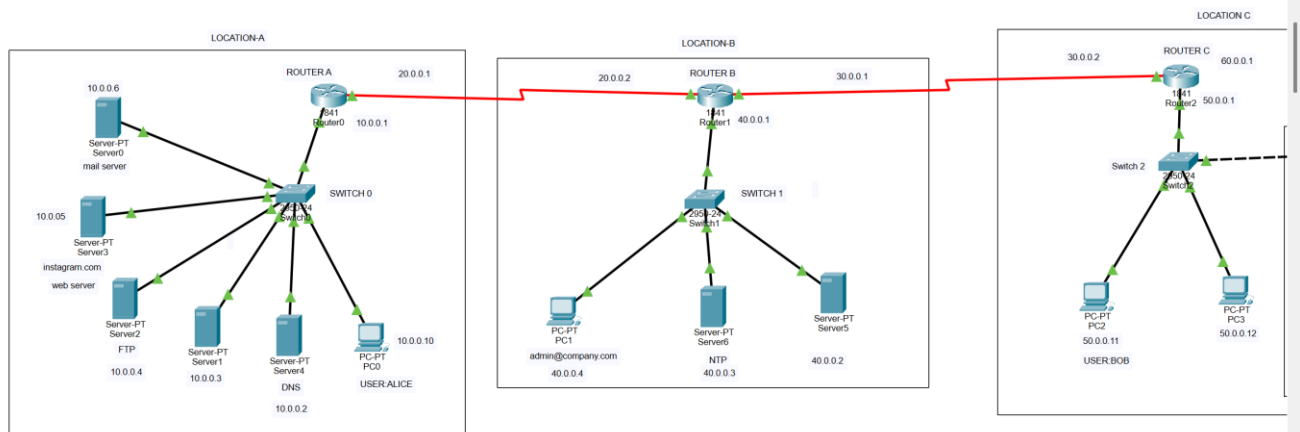 LOCATION-A
ROUTER A
20.0.0.1
10.0.0.6
1841
Router0
10.0.0.1
Server-PT
Server0
mail server
SWITCH 0
2950-24
Switch0
10.0.05
Server-PT
Server3
instagram.com
web server
Server-PT
Server2
FTP
10.0.0.4
Server-PT
Server1
10.0.0.3
Server-PT
Server4
DNS
10.0.0.2
10.0.0.10
PC-PT
PC0
USER:ALICE
LOCATION-B
20.0.0.2
ROUTER B
30.0.0.1
1841
Router1
40.0.0.1
SWITCH 1
2950-24
Switch1
PC-PT
PC1
admin@company.com
40.0.0.4
Server-PT
Server6
NTP
40.0.0.3
Server-PT
Server5
40.0.0.2
LOCATION C
ROUTER C
30.0.0.2
60.0.0.1
1841
Router2
50.0.0.1
Switch 2
2950-24
Switch2
PC-PT
PC2
50.0.0.11
USER:BOB
PC-PT
PC3
50.0.0.12